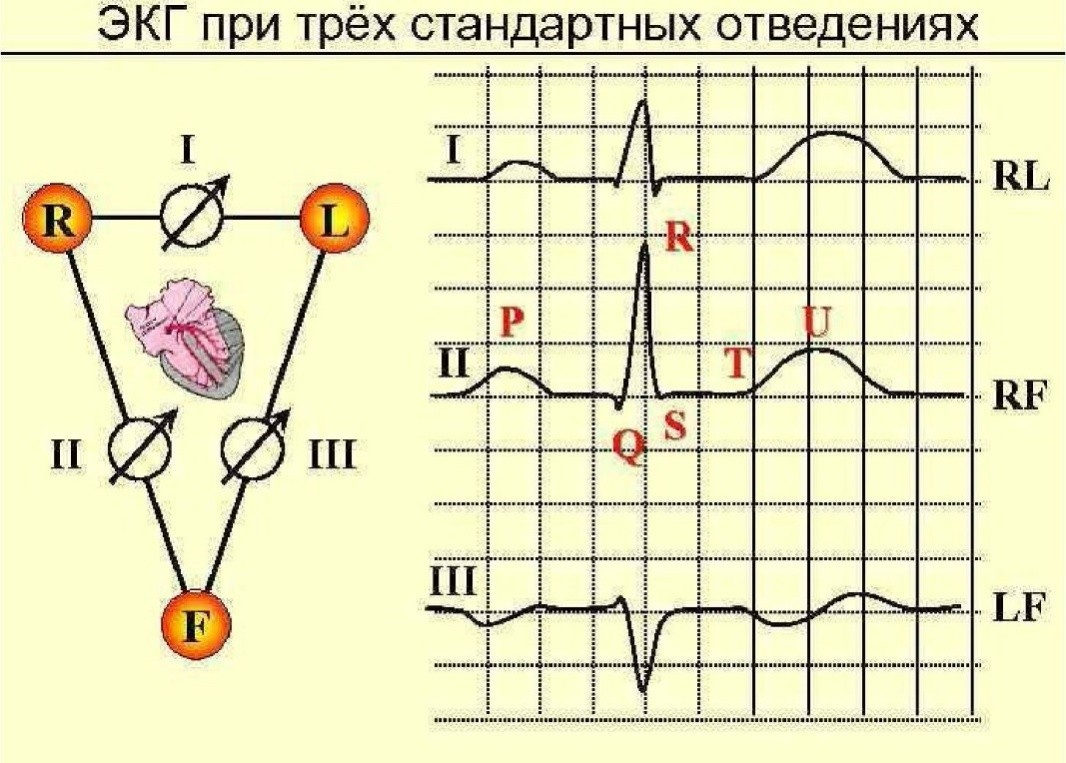 ЭКГ при трёх стандартных отведениях
I
R L
II III
F
I RL
R
P U
II T RF
Q S
III LF